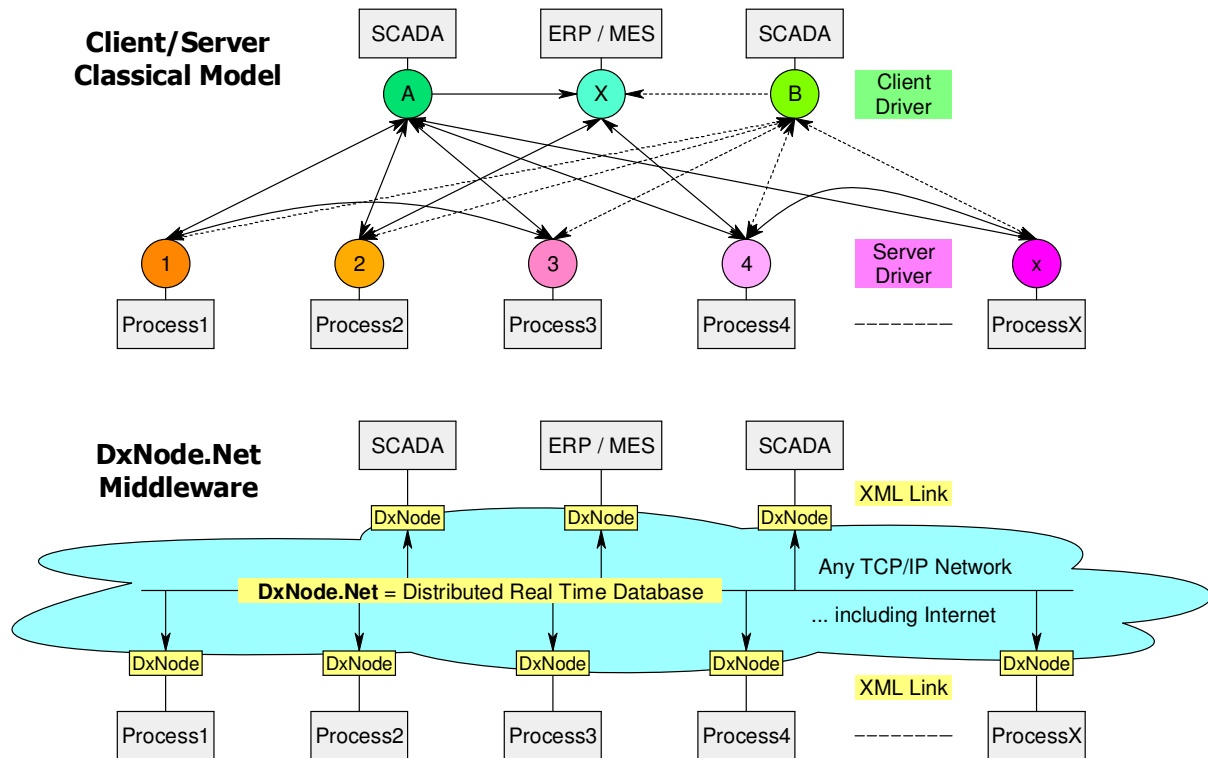 Client/Server
Classical Model
SCADA
ERP / MES
SCADA
A
X
B
Client
Driver
1
2
3
4
x
Server
Driver
Process1
Process2
Process3
Process4
ProcessX
DxNode.Net
Middleware
SCADA
ERP / MES
SCADA
XML Link
DxNode
DxNode
DxNode
Any TCP/IP Network
DxNode.Net = Distributed Real Time Database
... including Internet
DxNode
DxNode
DxNode
DxNode
DxNode
XML Link
Process1
Process2
Process3
Process4
ProcessX